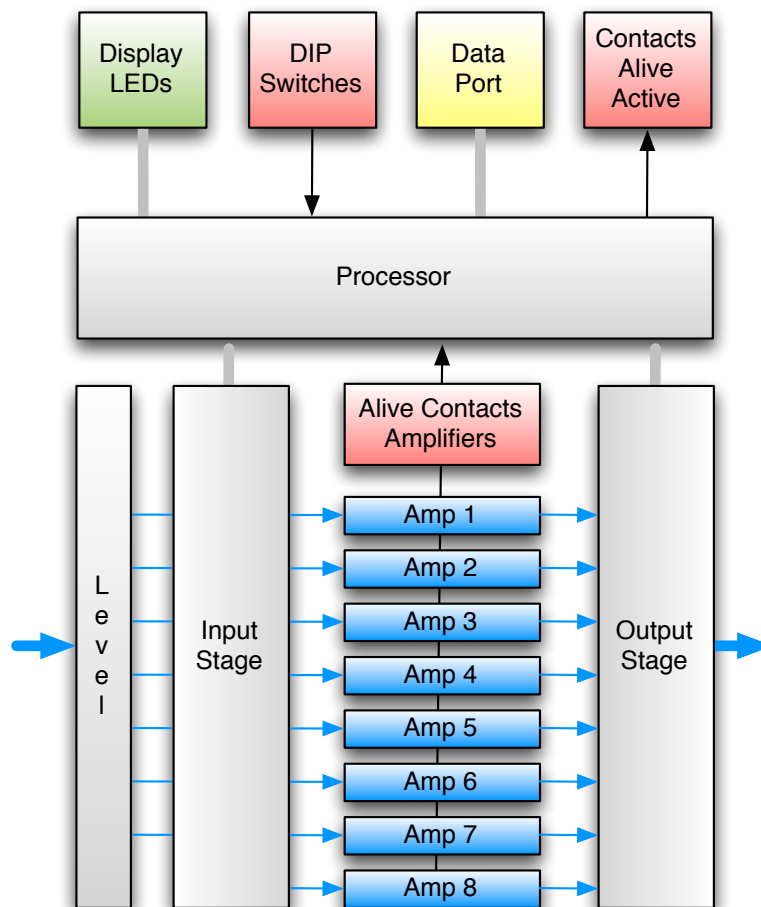 Display
LEDs
DIP
Switches
Data
Port
Contacts
Alive
Active
Processor
Alive Contacts
Amplifiers
Level
Input
Stage
Amp 1
Amp 2
Amp 3
Amp 4
Amp 5
Amp 6
Amp 7
Amp 8
Output
Stage